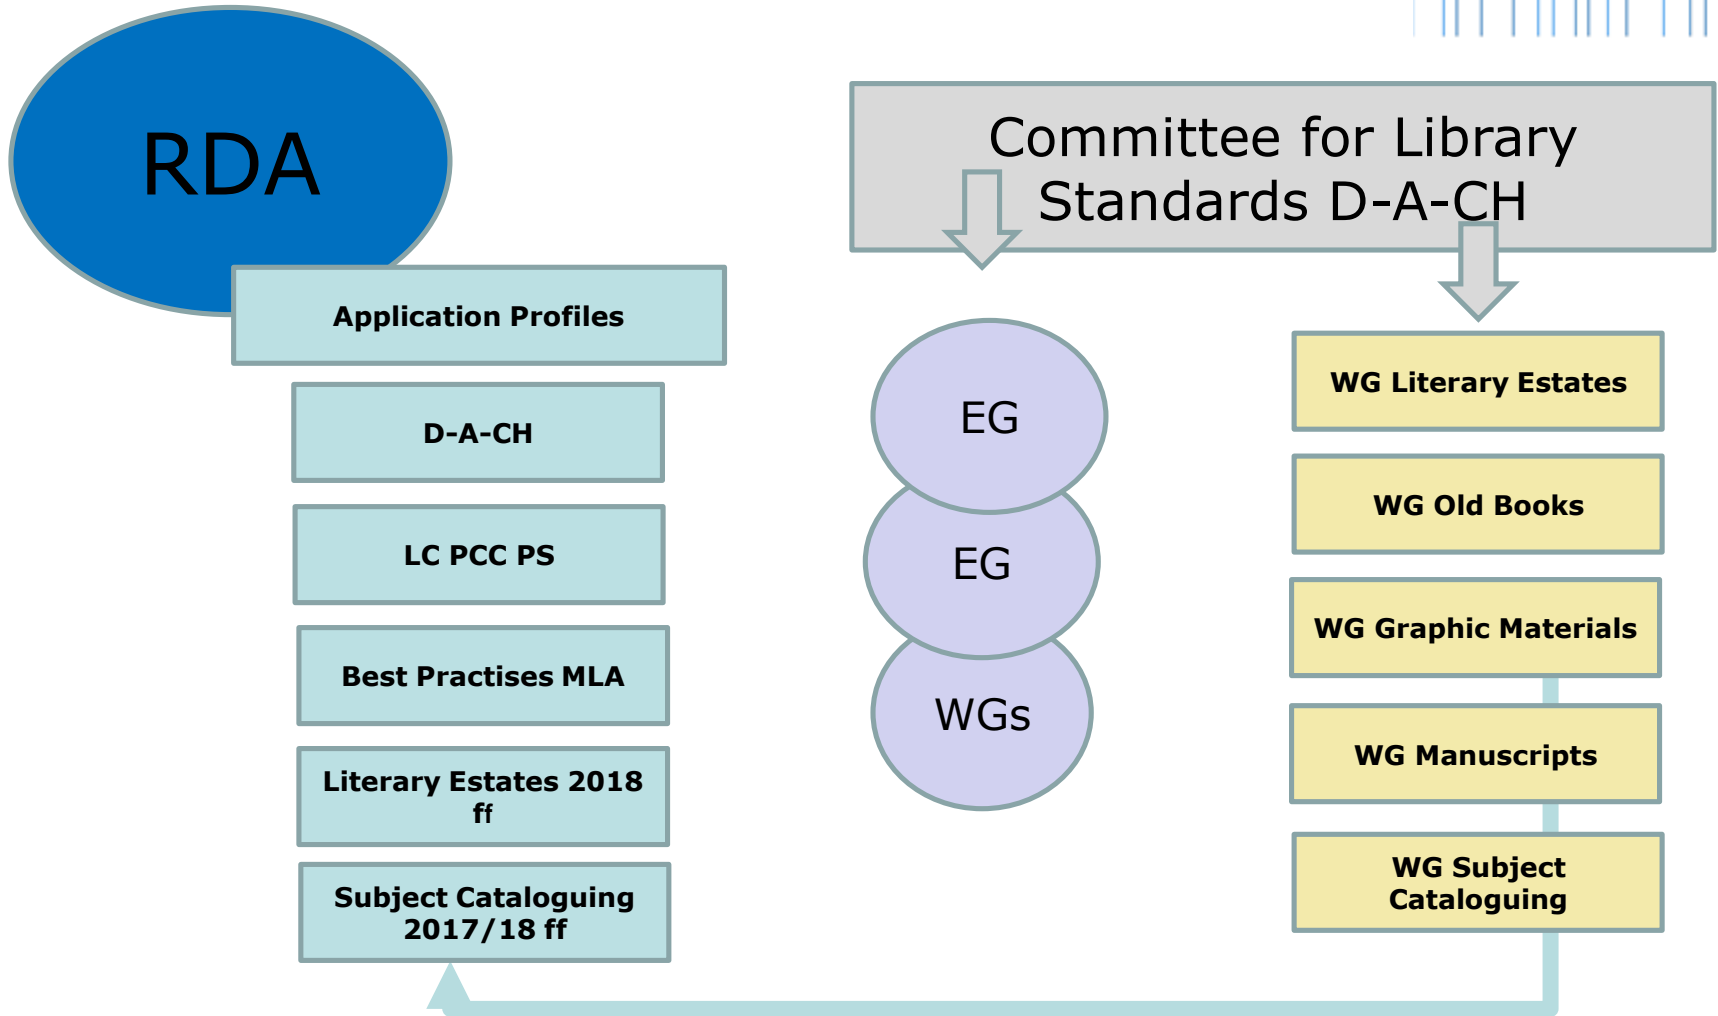 RDA
Application Profiles
D-A-CH
LC PCC PS
Best Practises MLA
Literary Estates 2018
ff
Subject Cataloguing
2017/18 ff
Committee for Library
Standards D-A-CH
EG
EG
WGs
WG Literary Estates
WG Old Books
WG Graphic Materials
WG Manuscripts
WG Subject
Cataloguing